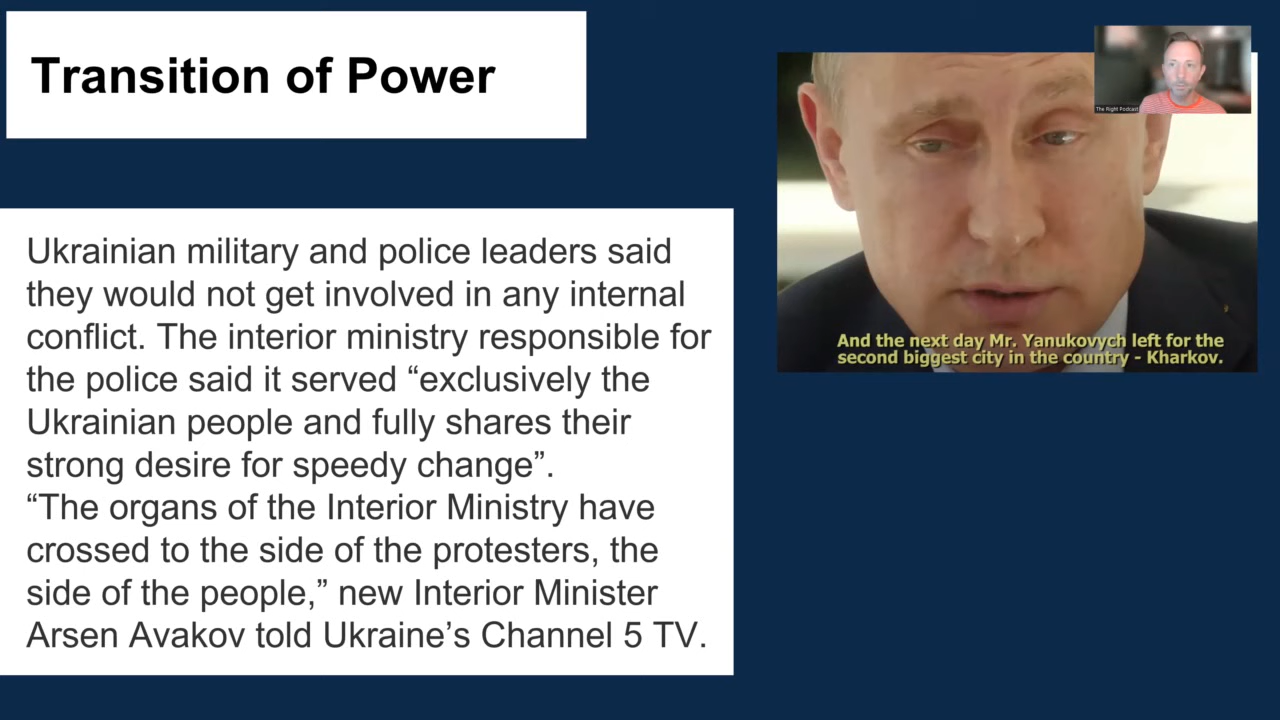 Transition of Power
Ukrainian military and police leaders said
they would not get involved in any internal
conflict. The interior ministry responsible for
the police said it served “exclusively the
Ukrainian people and fully shares their
strong desire for speedy change”.
“The organs of the Interior Ministry have
crossed to the side of the protesters, the
side of the people,” new Interior Minister
Arsen Avakov told Ukraine’s Channel 5 TV.
The Right Podcast
And the next day Mr. Yanukovych left for the
second biggest city in the country - Kharkov.